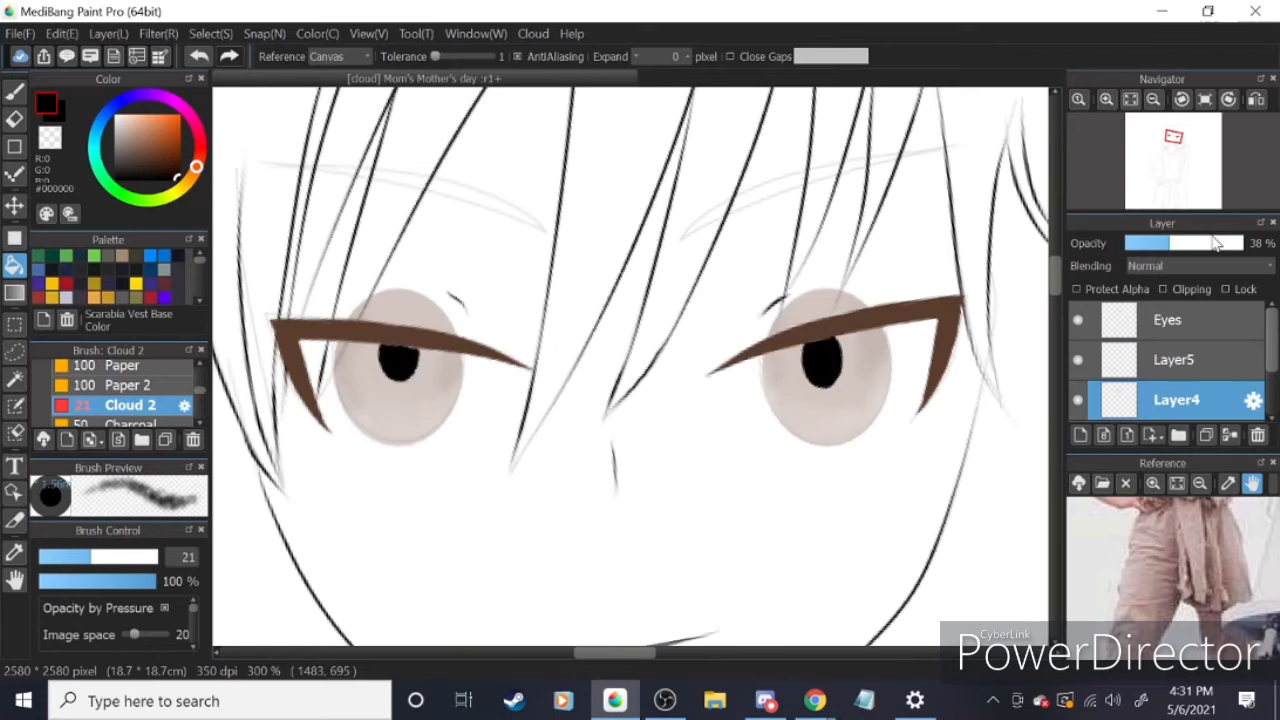 MediBang Paint Pro (64bit)
File(F) Edit(E) Layer(L) Filter(R) Select(S) Snap(N) Color(C) View(V) Tool(T) Window(W) Cloud Help
Reference Canvas Tolerance 1 AntiAliasing Expand 0 pixel Close Gaps
Color
[cloud] Mom's Mother's day :r1+
Navigator
R:0
G:0
B:0
#000000
Palette
Scarabia Vest Base
Color
Brush: Cloud 2
100 Paper
100 Paper 2
21 Cloud 2
50 Charcoal
Brush Preview
1.56mm
Brush Control
21
100 %
Opacity by Pressure
Image space 20
Layer
Opacity 38 %
Blending Normal
Protect Alpha Clipping Lock
Eyes
Layer5
Layer4
Reference
CyberLink
PowerDirector
2580 * 2580 pixel (18.7 * 18.7cm) 350 dpi 300 % ( 1483, 695 )
Type here to search
4:31 PM
5/6/2021